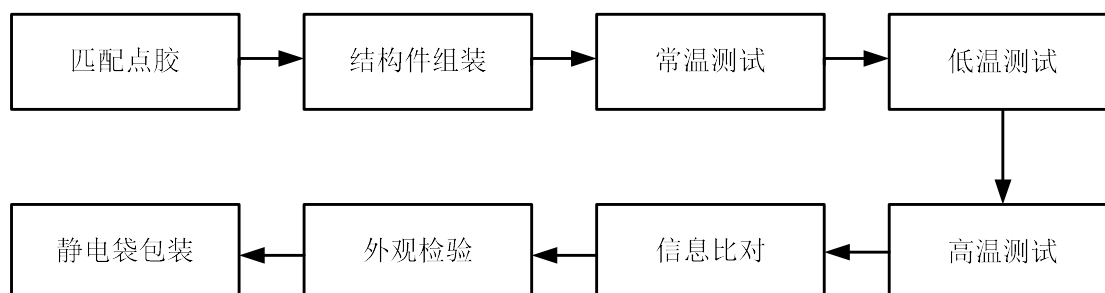 匹配点胶
结构件组装
常温测试
低温测试
高温测试
信息比对
外观检验
静电袋包装